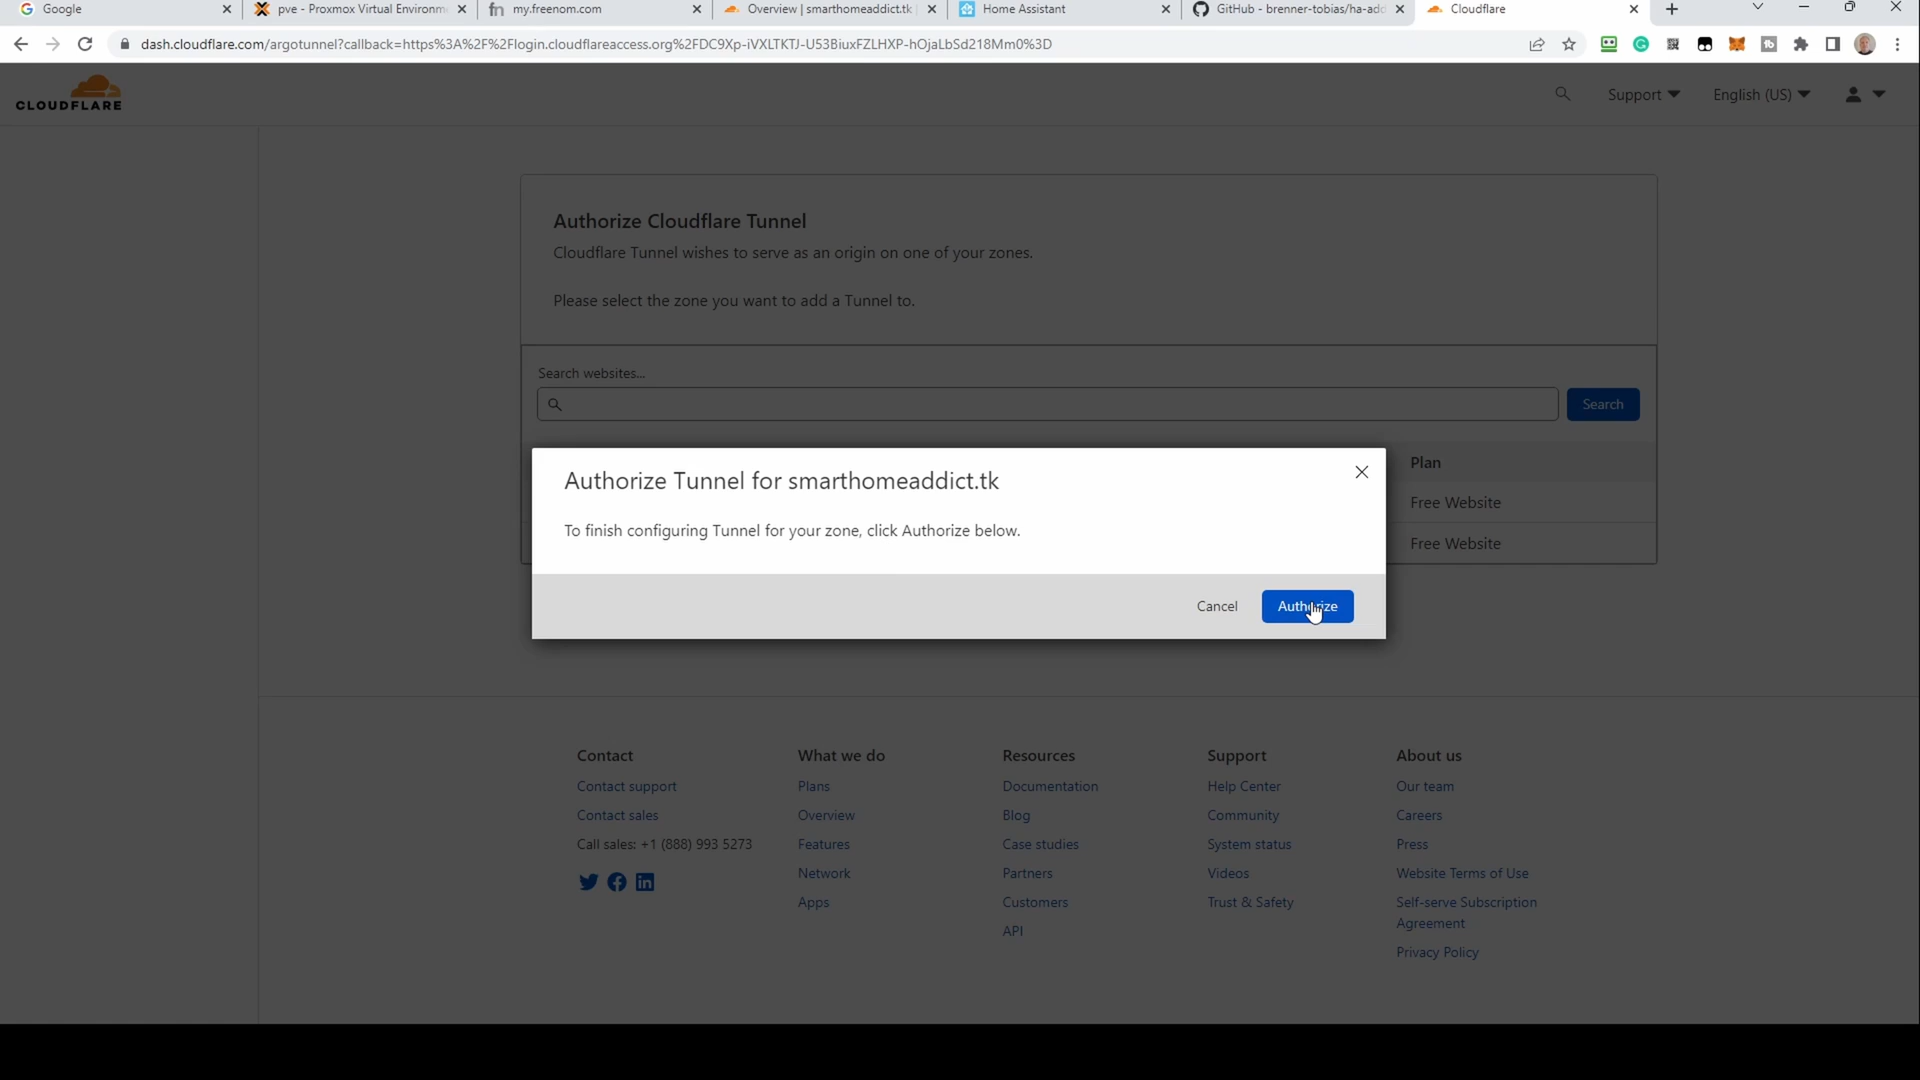 Google
pve - Proxmox Virtual Environm
my.freenom.com
Overview | smarthomeaddict.tk
Home Assistant
GitHub - brenner-tobias/ha-add
Cloudflare
dash.cloudflare.com/argotunnel?callback=https%3A%2F%2Flogin.cloudflareaccess.org%2FDC9Xp-iVXLTKTJ-U53BiuxFZLHXP-hOjaLbSd218Mm0%3D
CLOUDFLARE
Support
English (US)
Authorize Cloudflare Tunnel
Cloudflare Tunnel wishes to serve as an origin on one of your zones.
Please select the zone you want to add a Tunnel to.
Search websites...
Search
Plan
Free Website
Free Website
Authorize Tunnel for smarthomeaddict.tk
To finish configuring Tunnel for your zone, click Authorize below.
Cancel
Authorize
Contact
Contact support
Contact sales
Call sales: +1 (888) 993 5273
What we do
Plans
Overview
Features
Network
Apps
Resources
Documentation
Blog
Case studies
Partners
Customers
API
Support
Help Center
Community
System status
Videos
Trust & Safety
About us
Our team
Careers
Press
Website Terms of Use
Self-serve Subscription
Agreement
Privacy Policy